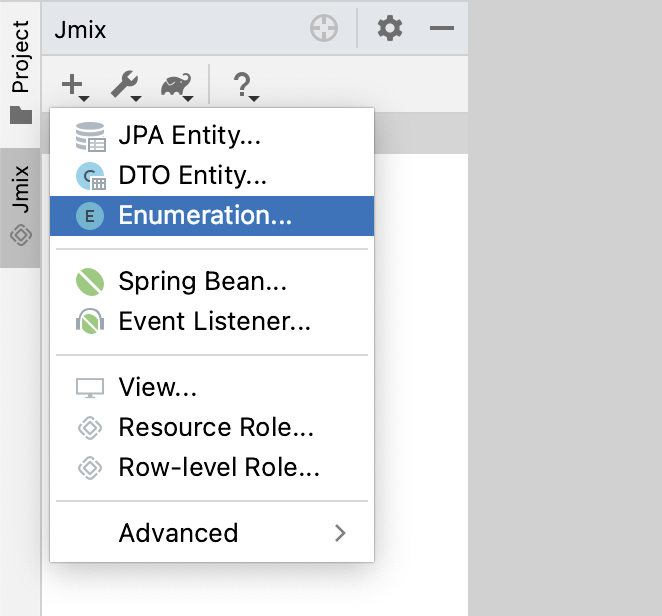 Project
Jmix
Jmix
?
JPA Entity...
C
DTO Entity...
E
Enumeration...
Spring Bean...
Event Listener...
View...
Resource Role...
Row-level Role...
Advanced